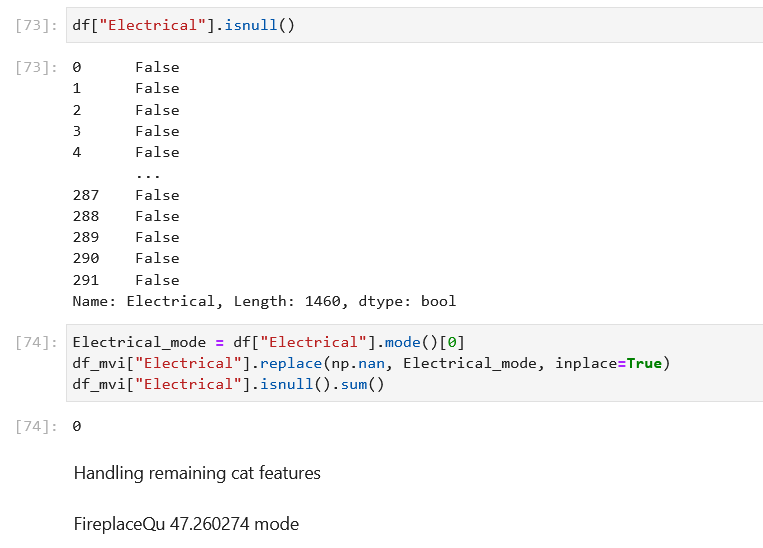 [73]: df["Electrical"].isnull()
[73]: 0      False
1      False
2      False
3      False
4      False
       ...
287    False
288    False
289    False
290    False
291    False
Name: Electrical, Length: 1460, dtype: bool
[74]: Electrical_mode = df["Electrical"].mode()[0]
df_mvi["Electrical"].replace(np.nan, Electrical_mode, inplace=True)
df_mvi["Electrical"].isnull().sum()
[74]: 0
Handling remaining cat features
FireplaceQu 47.260274 mode